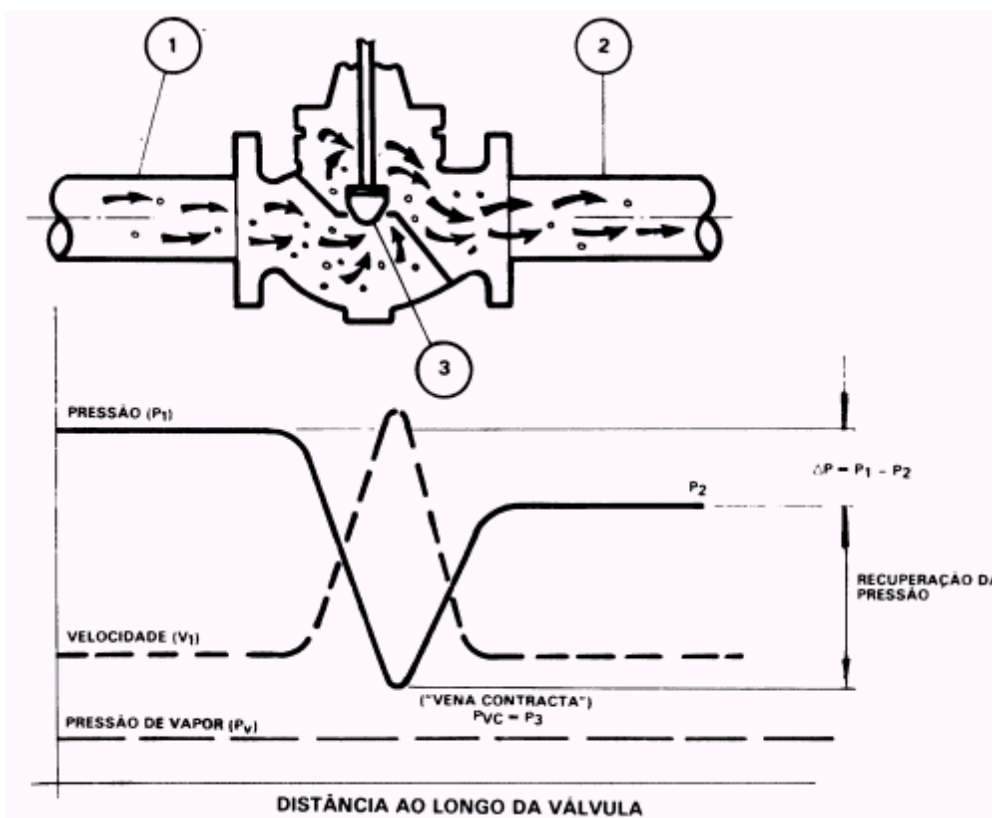 1
2
3
PRESSÃO (P1)
ΔP = P1 - P2
P2
RECUPERAÇÃO DA
PRESSÃO
VELOCIDADE (V1)
("VENA CONTRACTA")
PVC = P3
PRESSÃO DE VAPOR (Pv)
DISTÂNCIA AO LONGO DA VÁLVULA